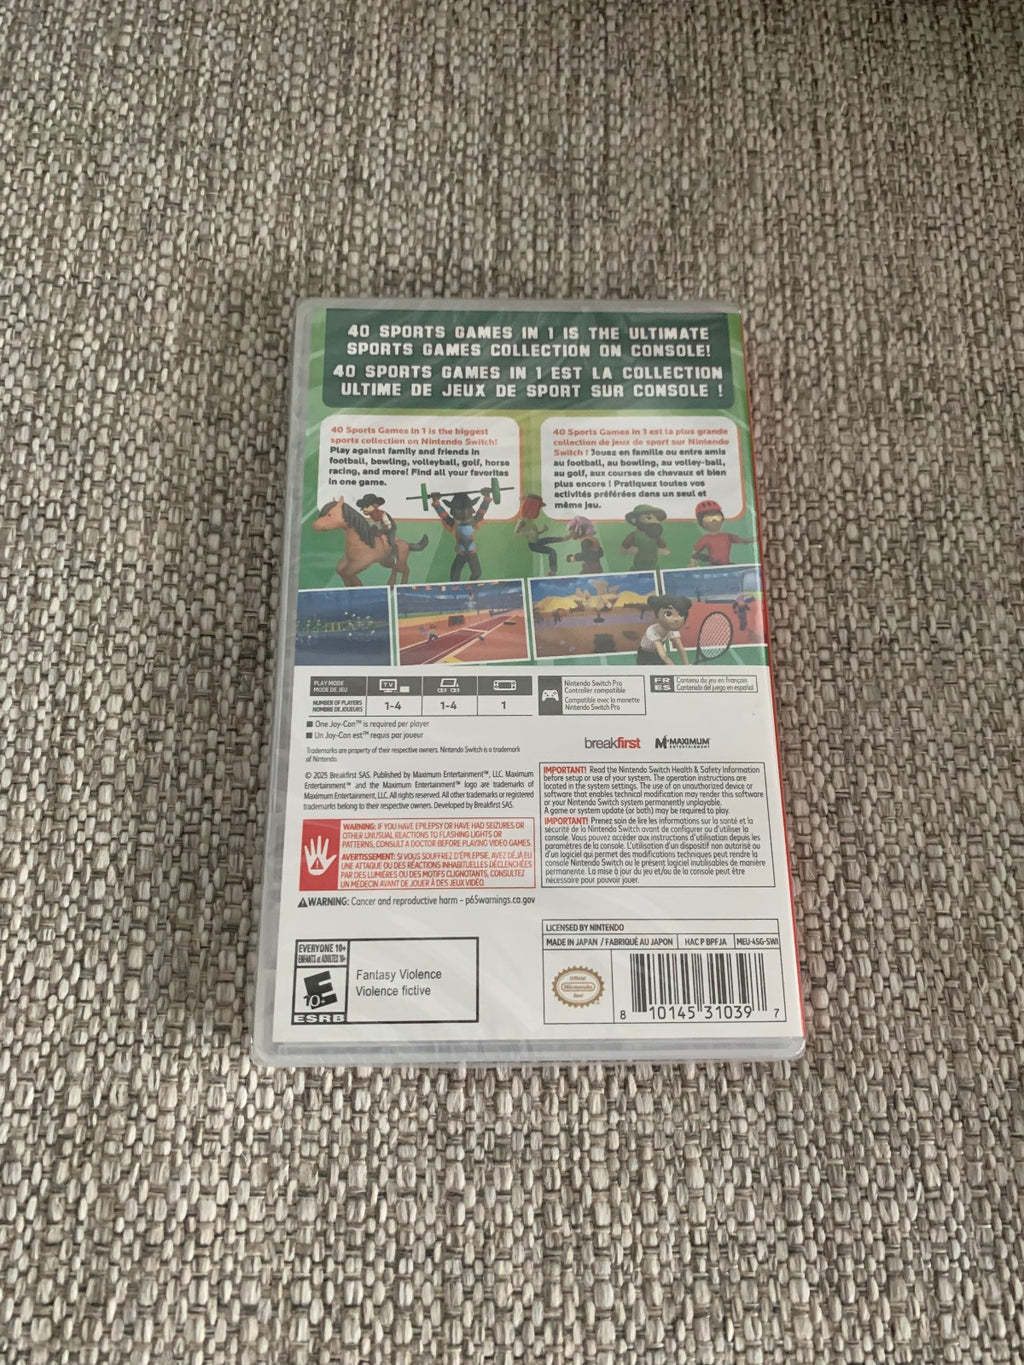 40 SPORTS GAMES IN 1 IS THE ULTIMATE
SPORTS GAMES COLLECTION ON CONSOLE!
40 SPORTS GAMES IN 1 EST LA COLLECTION
ULTIME DE JEUX DE SPORT SUR CONSOLE !
40 Sports Games in 1 is the biggest
sports collection on Nintendo Switch!
Play against family and friends in
football, bowling, volleyball, golf, horse
racing, and more! Find all your favorites
in one game.
40 Sports Games in 1 est la plus grande
collection de jeux de sport sur Nintendo
Switch ! Jouez en famille ou entre amis
au football, au bowling, au volley-ball,
au golf, aux courses de chevaux et bien
plus encore ! Pratiquez toutes vos
activités préférées dans un seul et
même jeu.
PLAY MODE
MODE DE JEU
TV
NUMBER OF PLAYERS
NOMBRE DE JOUEURS
1-4
1-4
1
Nintendo Switch Pro
Controller compatible
Compatible avec la manette
Nintendo Switch Pro
FR
ES
Contenu du jeu en français
Contenido del juego en español
One Joy-Con™ is required per player
Un Joy-Con est™ requis par joueur
Trademarks are property of their respective owners. Nintendo Switch is a trademark
of Nintendo.
breakfirst
MAXIMUM
ENTERTAINMENT
© 2025 Breakfirst SAS. Published by Maximum Entertainment™, LLC. Maximum
Entertainment™ and the Maximum Entertainment™ logo are trademarks of
Maximum Entertainment, LLC. All rights reserved. All other trademarks or registered
trademarks belong to their respective owners. Developed by Breakfirst SAS.
WARNING: IF YOU HAVE EPILEPSY OR HAVE HAD SEIZURES OR
OTHER UNUSUAL REACTIONS TO FLASHING LIGHTS OR
PATTERNS, CONSULT A DOCTOR BEFORE PLAYING VIDEO GAMES.
AVERTISSEMENT: SI VOUS SOUFFREZ D'ÉPILEPSIE, AVEZ DÉJÀ EU
UNE ATTAQUE OU DES RÉACTIONS INHABITUELLES DÉCLENCHÉES
PAR DES LUMIÈRES OU DES MOTIFS CLIGNOTANTS, CONSULTEZ
UN MÉDECIN AVANT DE JOUER À DES JEUX VIDÉO.
WARNING: Cancer and reproductive harm – p65warnings.ca.gov
IMPORTANT! Read the Nintendo Switch Health & Safety Information
before setup or use of your system. The operation instructions are
located in the system settings. The use of an unauthorized device or
software that enables technical modification may render this software
or your Nintendo Switch system permanently unplayable.
A game or system update (or both) may be required to play.
IMPORTANT! Prenez soin de lire les informations sur la santé et la
sécurité de la Nintendo Switch avant de configurer ou d'utiliser la
console. Vous pouvez accéder aux instructions d'utilisation depuis les
paramètres de la console. L'utilisation d'un dispositif non autorisé ou
d'un logiciel qui permet des modifications techniques peut rendre la
console Nintendo Switch ou le présent logiciel inutilisables de manière
permanente. La mise à jour du jeu et/ou de la console peut être
nécessaire pour pouvoir jouer.
EVERYONE 10+
ENFANTS et ADULTES 10+
E
10+
ESRB
Fantasy Violence
Violence fictive
LICENSED BY NINTENDO
MADE IN JAPAN / FABRIQUÉ AU JAPON
HAC P BPFJA
MEU-45G-SWI
Official
Nintendo
Seal
8 10145 31039 7